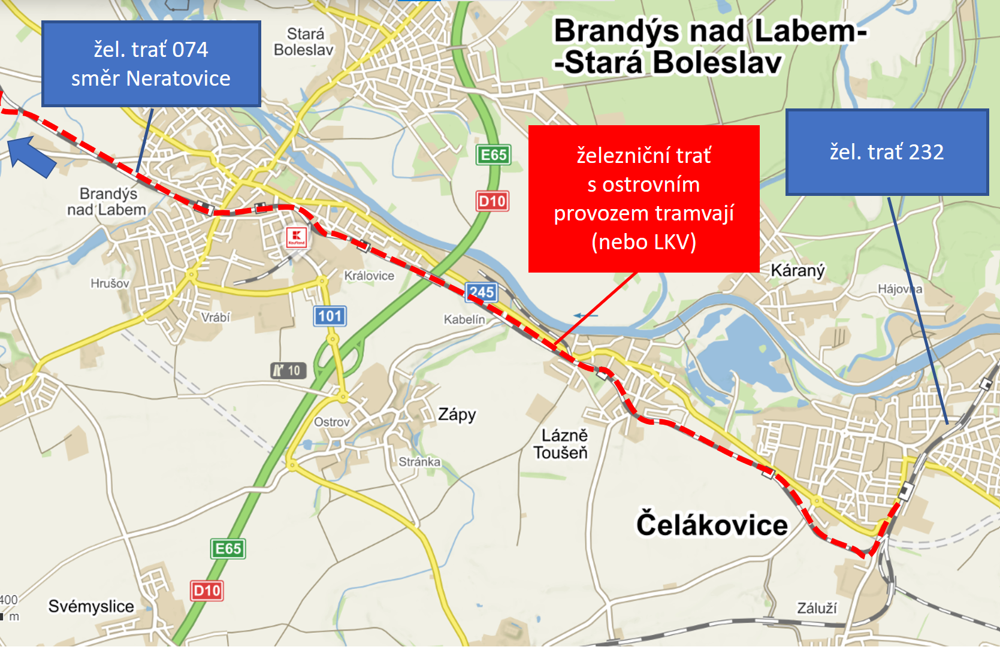 žel. trať 074
směr Neratovice
Stará
Boleslav
Brandýs nad Labem-
-Stará Boleslav
železniční trať
s ostrovním
provozem tramvají
(nebo LKV)
žel. trať 232
E65
D10
Brandýs
nad Labem
Kaufland
Hrušov
Královice
Vrábí
101
245
Kabelín
Káraný
Hájovna
10
Ostrov
Zápy
Stránka
Lázně
Toušeň
Čelákovice
E65
D10
Svémyslice
Záluží
400
m